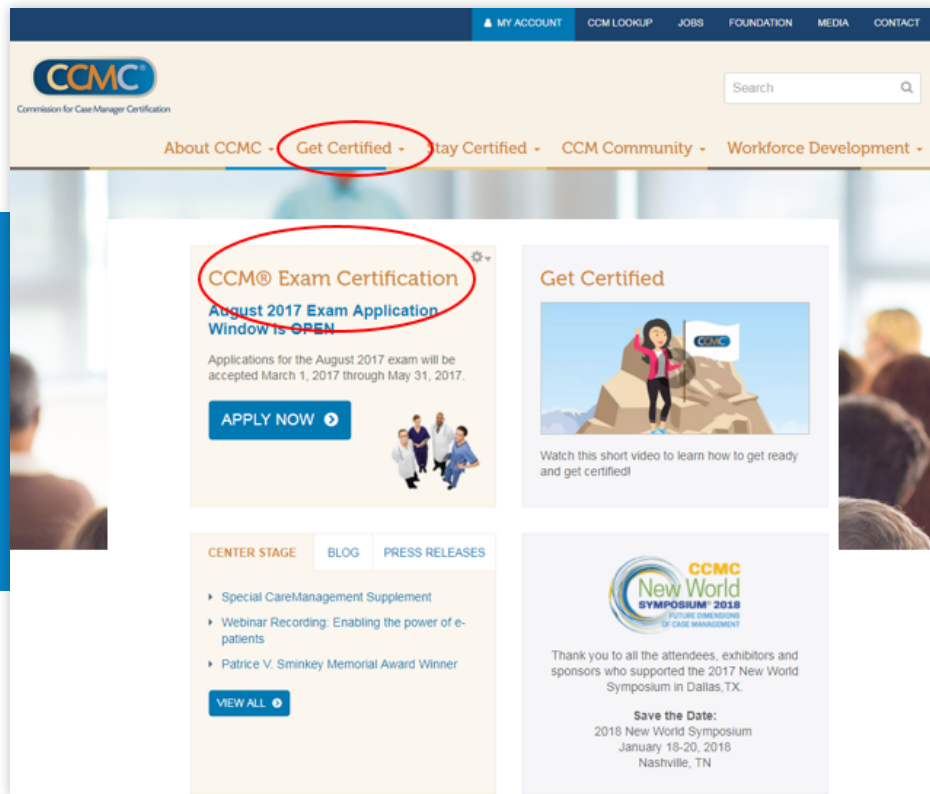 MY ACCOUNT CCM LOOKUP JOBS FOUNDATION MEDIA CONTACT
CCMC®
Commission for Case Manager Certification
Search
About CCMC Get Certified Stay Certified CCM Community Workforce Development
CCM® Exam Certification
August 2017 Exam Application
Window is OPEN
Applications for the August 2017 exam will be
accepted March 1, 2017 through May 31, 2017.
APPLY NOW
Get Certified
CCMC
Watch this short video to learn how to get ready
and get certified!
CENTER STAGE BLOG PRESS RELEASES
Special CareManagement Supplement
Webinar Recording: Enabling the power of e-
patients
Patrice V. Sminkey Memorial Award Winner
VIEW ALL
CCMC
New World
SYMPOSIUM® 2018
FUTURE DIMENSIONS
OF CASE MANAGEMENT
Thank you to all the attendees, exhibitors and
sponsors who supported the 2017 New World
Symposium in Dallas,TX.
Save the Date:
2018 New World Symposium
January 18-20, 2018
Nashville, TN